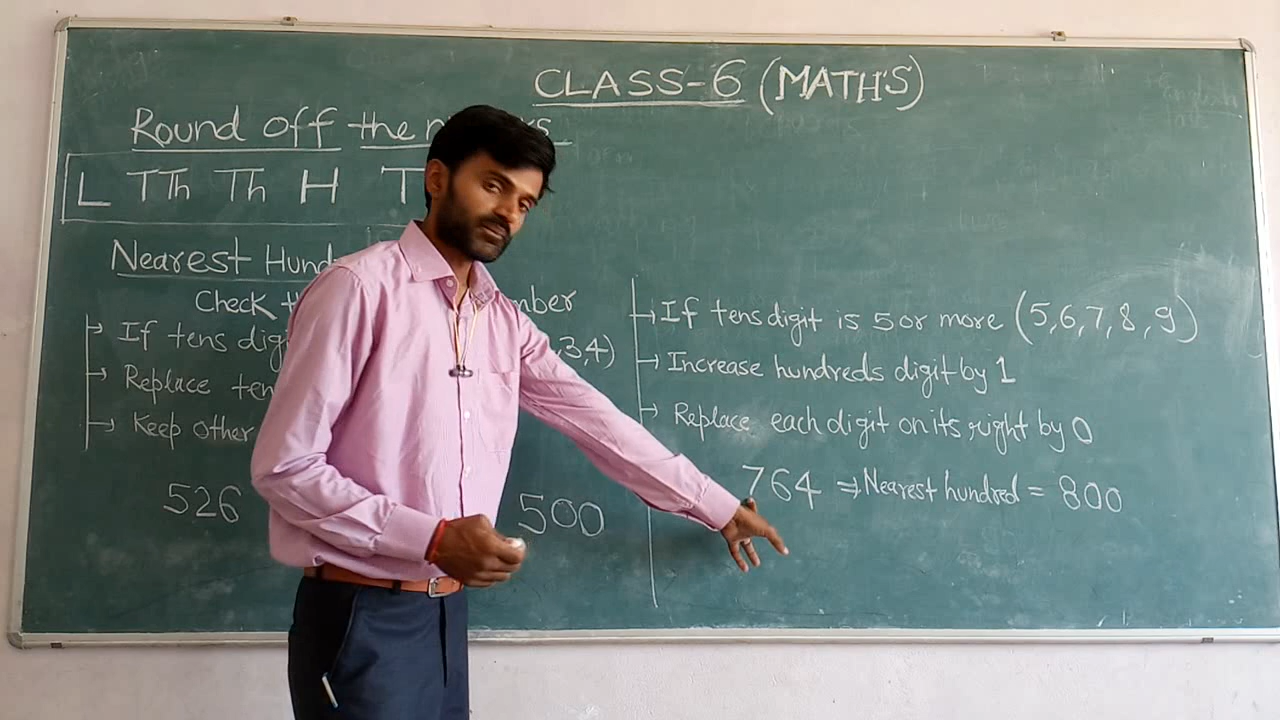 CLASS-6 (MATH'S)
Round off the
L TTh Th H T
Nearest
Check
If tens
Replace
Keep other
3,4)
526
500
If tens digit is 5 or more (5,6,7,8,9)
Increase hundreds digit by 1
Replace each digit on its right by 0
764 ⇒ Nearest hundred = 800